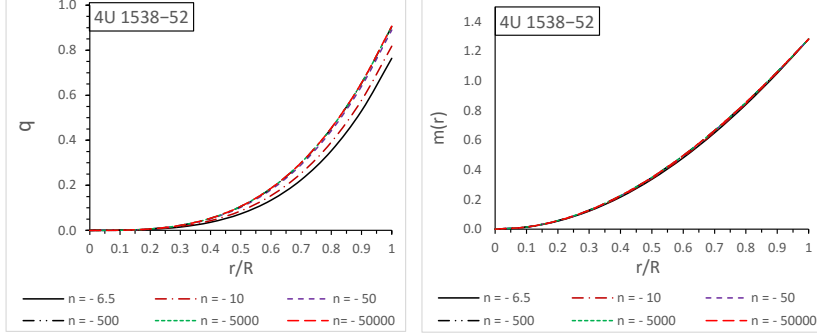 4U 1538−52
1.0
0.8
0.6
0.4
0.2
0.0
q
0 0.1 0.2 0.3 0.4 0.5 0.6 0.7 0.8 0.9 1
r/R
n = - 6.5 n = - 10 n = - 50
n = - 500 n = - 5000 n= - 50000
4U 1538−52
1.4
1.2
1.0
0.8
0.6
0.4
0.2
0.0
m(r)
0 0.1 0.2 0.3 0.4 0.5 0.6 0.7 0.8 0.9 1
r/R
n = - 6.5 n = - 10 n = - 50
n = - 500 n = - 5000 n = - 50000